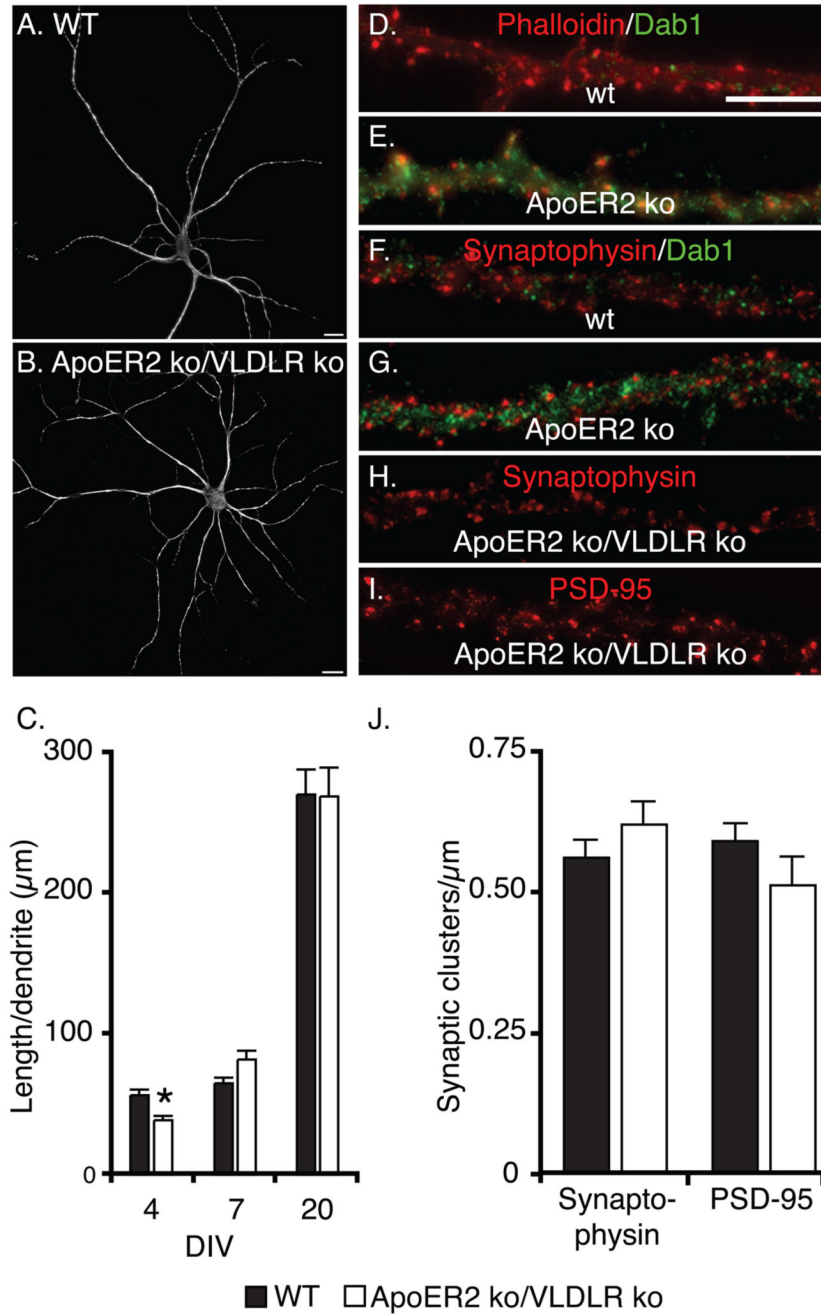 A. WT
B. ApoER2 ko/VLDLR ko
C.
300
200
100
0
Length/dendrite (µm)
4 7 20
DIV
D. Phalloidin/Dab1
wt
E.
ApoER2 ko
F. Synaptophysin/Dab1
wt
G.
ApoER2 ko
H. Synaptophysin
ApoER2 ko/VLDLR ko
I. PSD-95
ApoER2 ko/VLDLR ko
J.
0.75
0.50
0.25
0
Synaptic clusters/µm
Synapto-
physin
PSD-95
*
WT ApoER2 ko/VLDLR ko